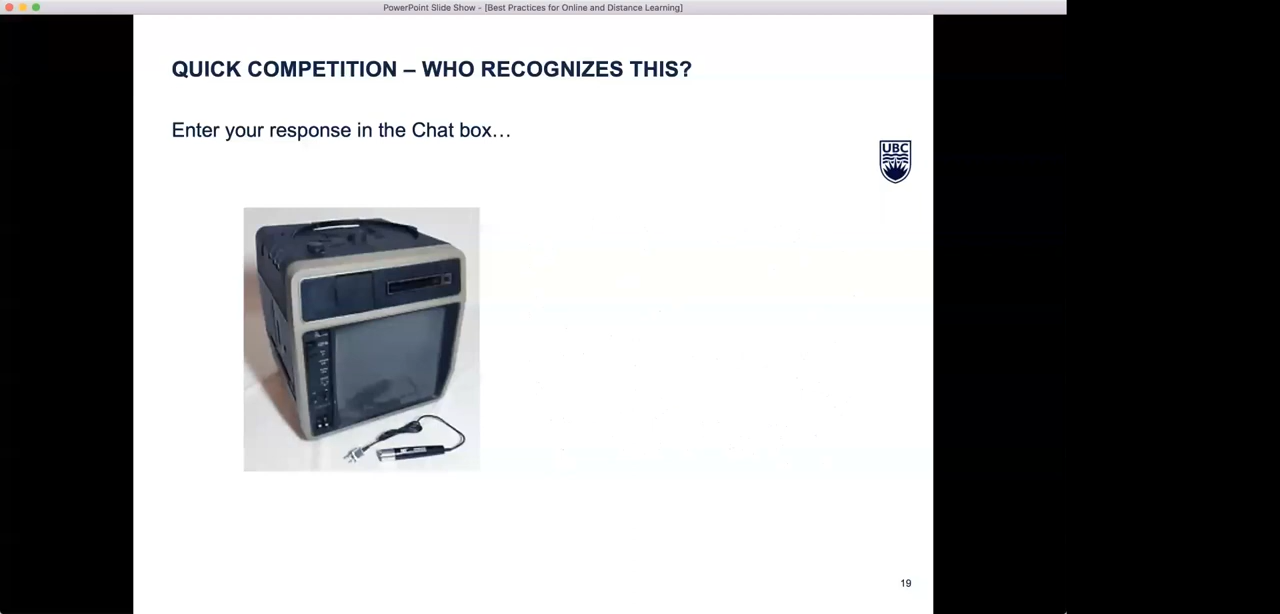 PowerPoint Slide Show - [Best Practices for Online and Distance Learning]
QUICK COMPETITION – WHO RECOGNIZES THIS?
Enter your response in the Chat box…
UBC
19